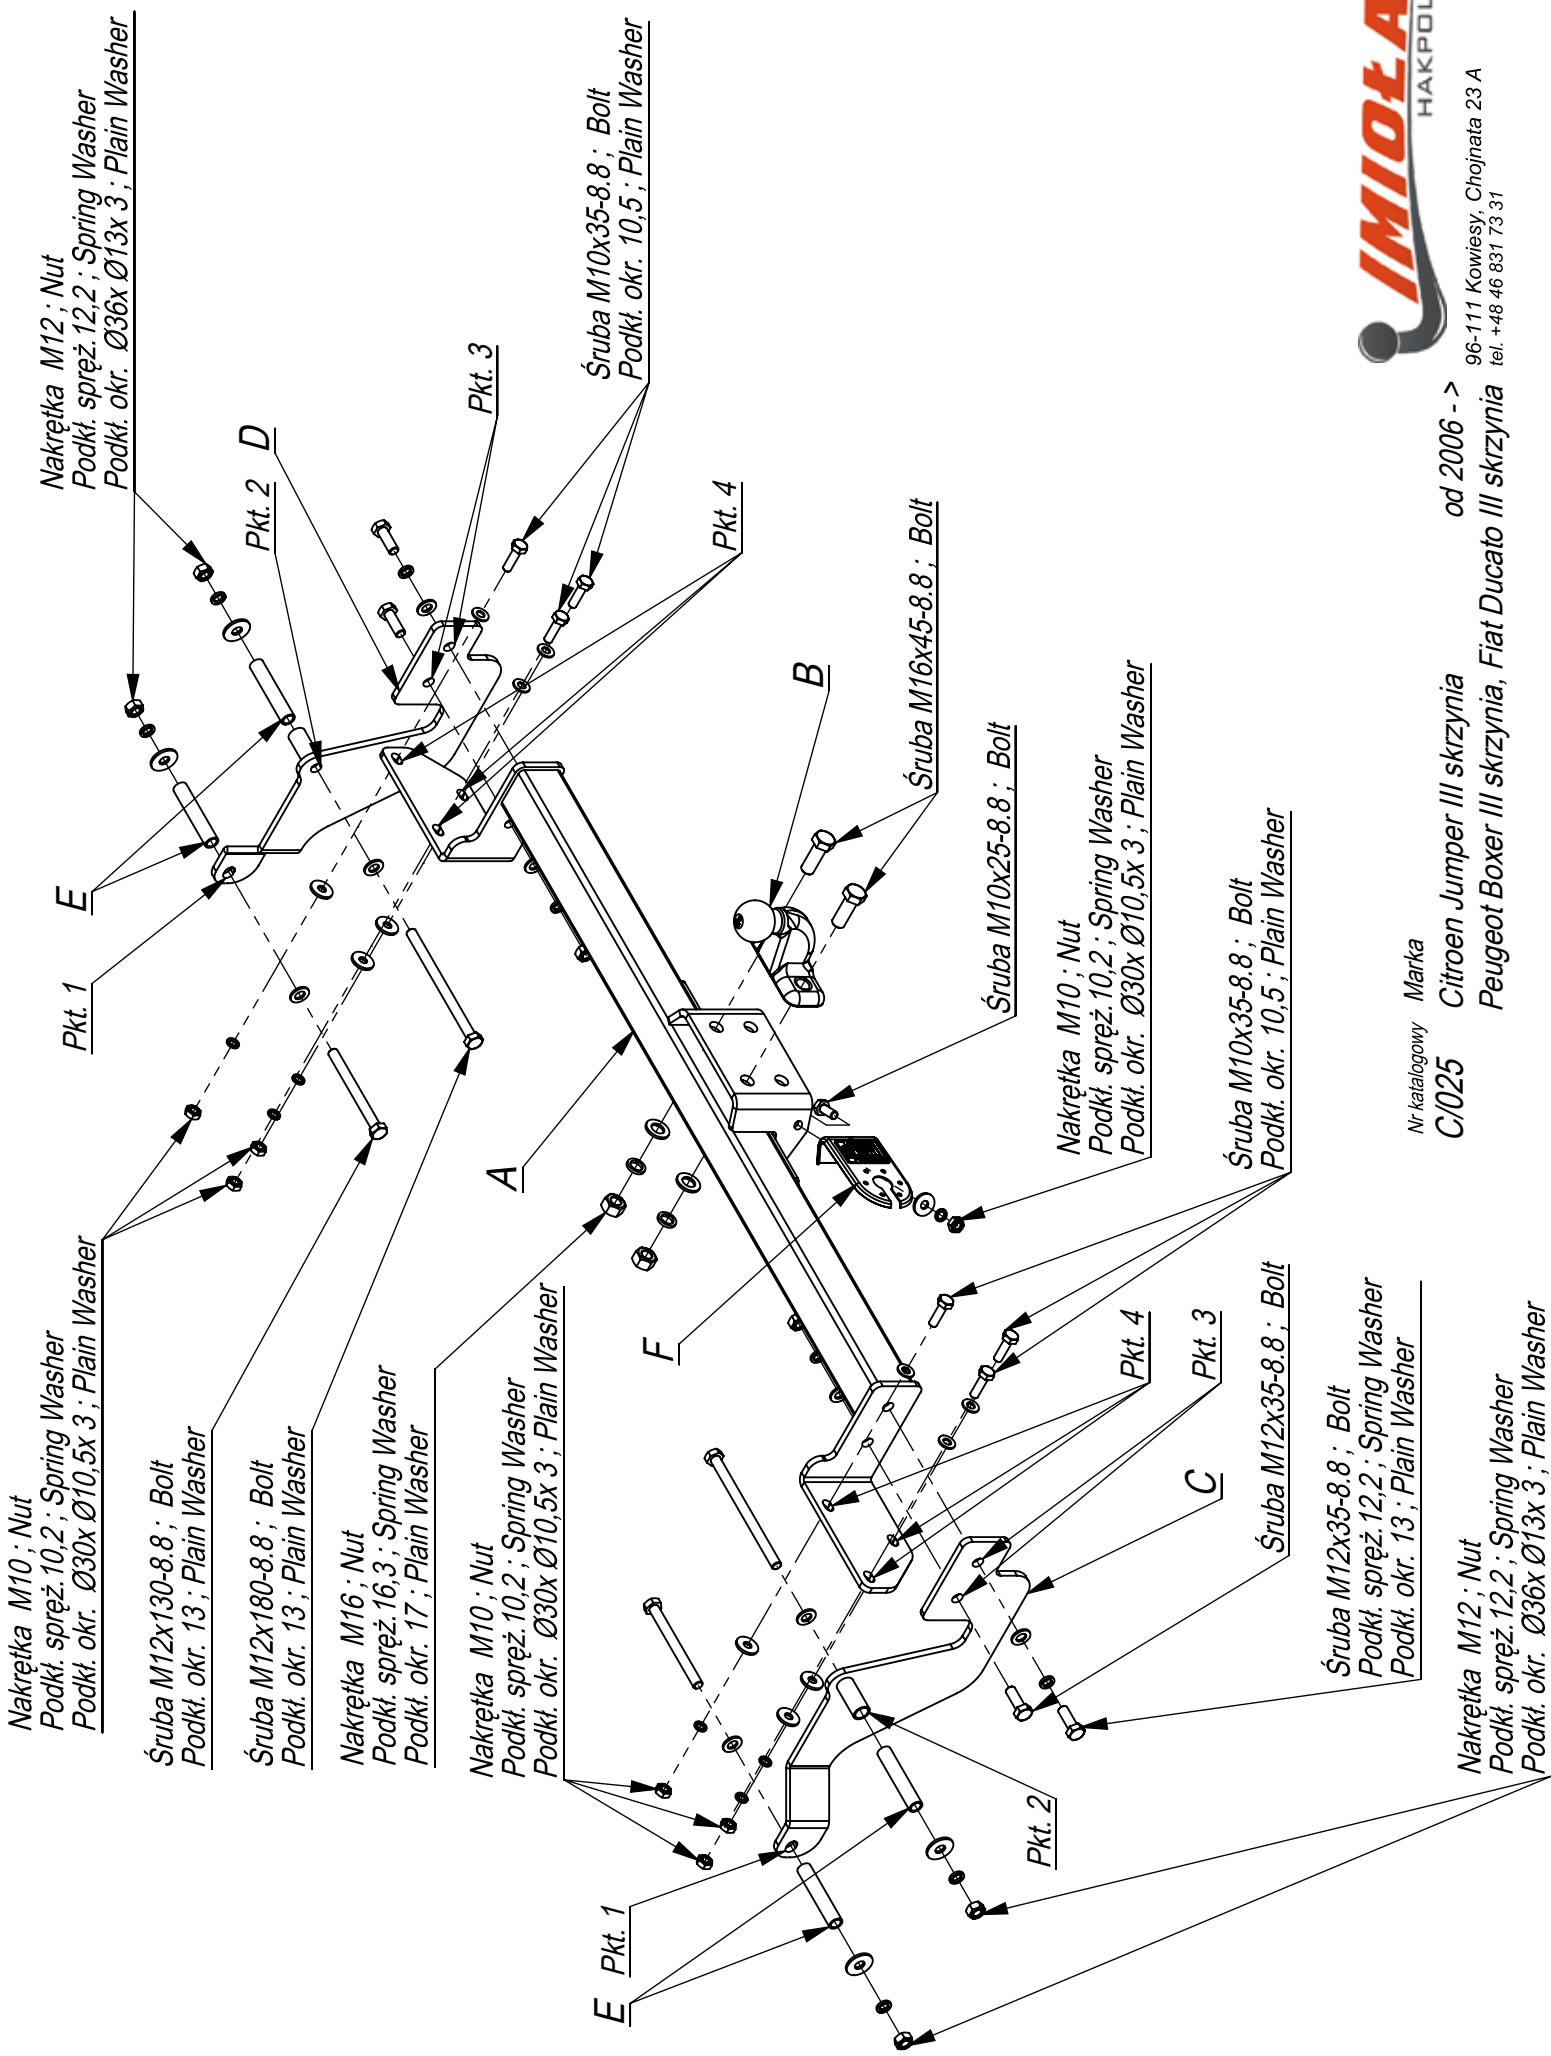 Nakrętka M10 ; Nut
Podkł. spręż.10,2 ; Spring Washer
Podkł. okr. Ø30x Ø10,5x 3 ; Plain Washer
Śruba M12x130-8.8 ; Bolt
Podkł. okr. 13 ; Plain Washer
Śruba M12x180-8.8 ; Bolt
Podkł. okr. 13 ; Plain Washer
Nakrętka M16 ; Nut
Podkł. spręż.16,3 ; Spring Washer
Podkł. okr. 17 ; Plain Washer
Nakrętka M10 ; Nut
Podkł. spręż.10,2 ; Spring Washer
Podkł. okr. Ø30x Ø10,5x 3 ; Plain Washer
E
Pkt. 1
Pkt. 1
E
Nakrętka M12 ; Nut
Podkł. spręż.12,2 ; Spring Washer
Podkł. okr. Ø36x Ø13x 3 ; Plain Washer
Pkt. 2
D
Pkt. 3
Śruba M10x35-8.8 ; Bolt
Podkł. okr. 10,5 ; Plain Washer
Pkt. 4
A
F
B
Śruba M16x45-8.8 ; Bolt
Śruba M10x25-8.8 ; Bolt
Nakrętka M10 ; Nut
Podkł. spręż.10,2 ; Spring Washer
Podkł. okr. Ø30x Ø10,5x 3 ; Plain Washer
Śruba M10x35-8.8 ; Bolt
Podkł. okr. 10,5 ; Plain Washer
Pkt. 2
Pkt. 4
Pkt. 3
C
Śruba M12x35-8.8 ; Bolt
Śruba M12x35-8.8 ; Bolt
Podkł. spręż.12,2 ; Spring Washer
Podkł. okr. 13 ; Plain Washer
Nakrętka M12 ; Nut
Podkł. spręż.12,2 ; Spring Washer
Podkł. okr. Ø36x Ø13x 3 ; Plain Washer
Nr katalogowy Marka
C/025 Citroen Jumper III skrzynia od 2006 - >
Peugeot Boxer III skrzynia, Fiat Ducato III skrzynia
IMIOŁA
HAKPOL
96-111 Kowiesy, Chojnata 23 A
tel. +48 46 831 73 31